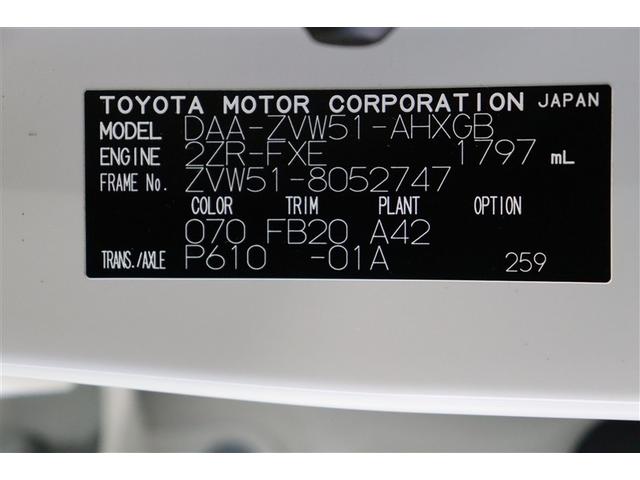 TOYOTA MOTOR CORPORATION JAPAN
MODEL DAA-ZVW51-AHXGB
ENGINE 2ZR-FXE 1797 mL
FRAME No. ZVW51-8052747
COLOR TRIM PLANT OPTION
070 FB20 A42
TRANS./AXLE P610 -01A 259